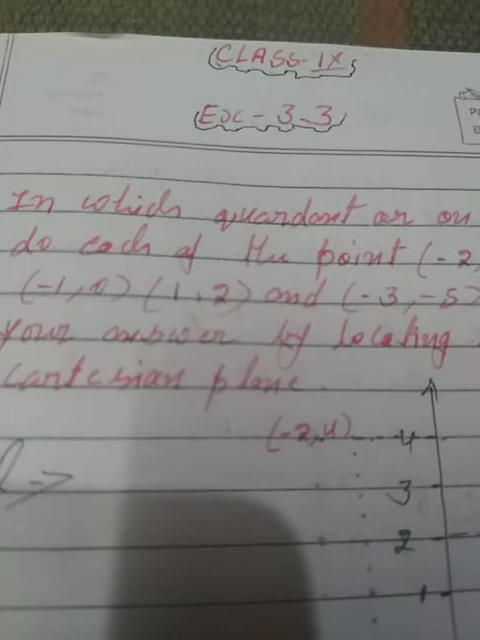 CLASS-IX
Exc - 3.3
In which quardant or on
do each of the point (-2,
(-1,0) (1,2) and (-3,-5)
your answer by locating
cartesian plane.
(-2,4) 4
3
2
1